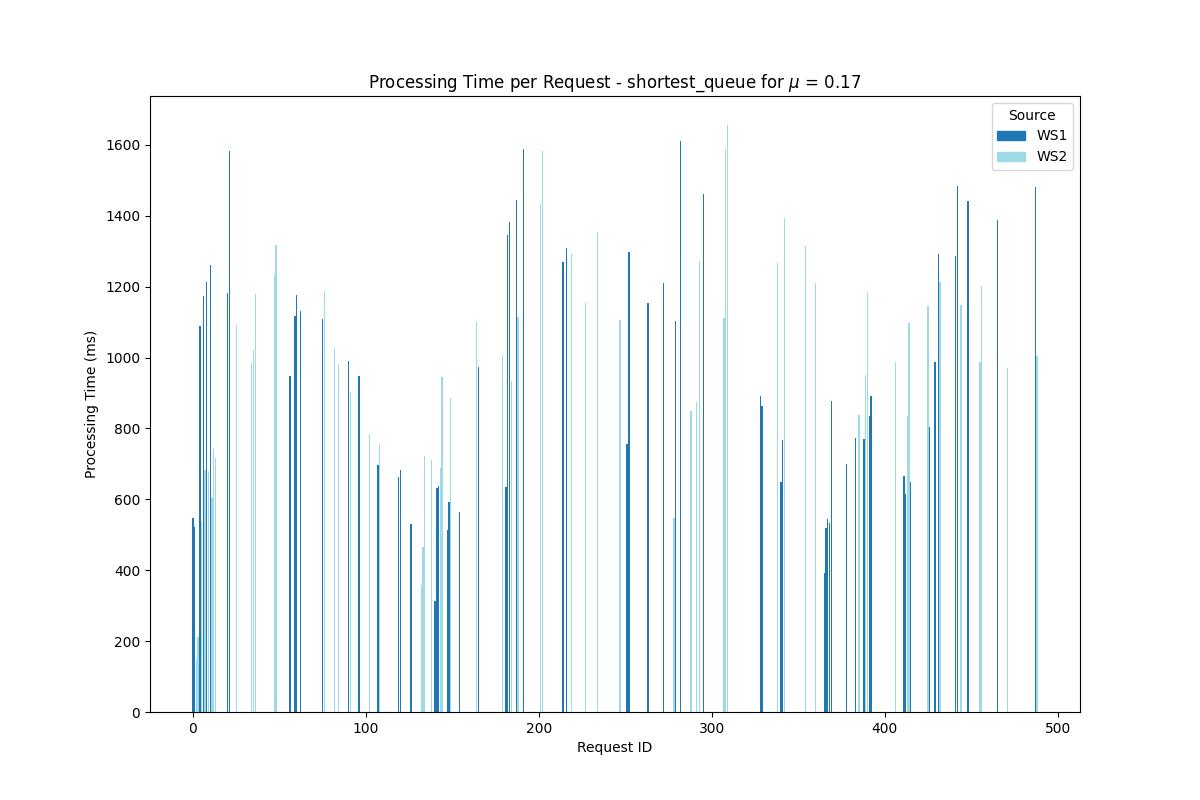 Processing Time per Request - shortest_queue for μ = 0.17
Source
WS1
WS2
Processing Time (ms)
1600
1400
1200
1000
800
600
400
200
0
0 100 200 300 400 500
Request ID